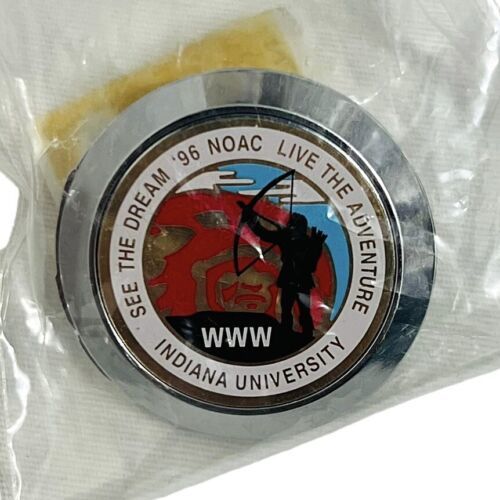 SEE THE DREAM '96 NOAC LIVE THE ADVENTURE
WWW
INDIANA UNIVERSITY